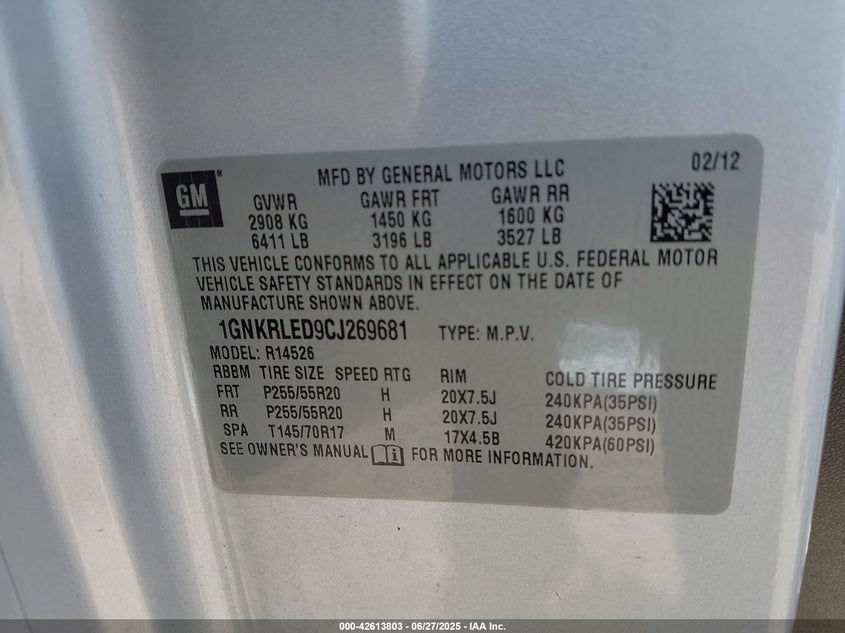 GM
MFD BY GENERAL MOTORS LLC 02/12
GVWR GAWR FRT GAWR RR
2908 KG 1450 KG 1600 KG
6411 LB 3196 LB 3527 LB
THIS VEHICLE CONFORMS TO ALL APPLICABLE U.S. FEDERAL MOTOR
VEHICLE SAFETY STANDARDS IN EFFECT ON THE DATE OF
MANUFACTURE SHOWN ABOVE.
1GNKRLED9CJ269681 TYPE: M.P.V.
MODEL: R14526
RBBM TIRE SIZE SPEED RTG RIM COLD TIRE PRESSURE
FRT P255/55R20 H 20X7.5J 240KPA(35PSI)
RR P255/55R20 H 20X7.5J 240KPA(35PSI)
SPA T145/70R17 M 17X4.5B 420KPA(60PSI)
SEE OWNER'S MANUAL i FOR MORE INFORMATION.
000-42613803 - 06/27/2025 - IAA Inc.